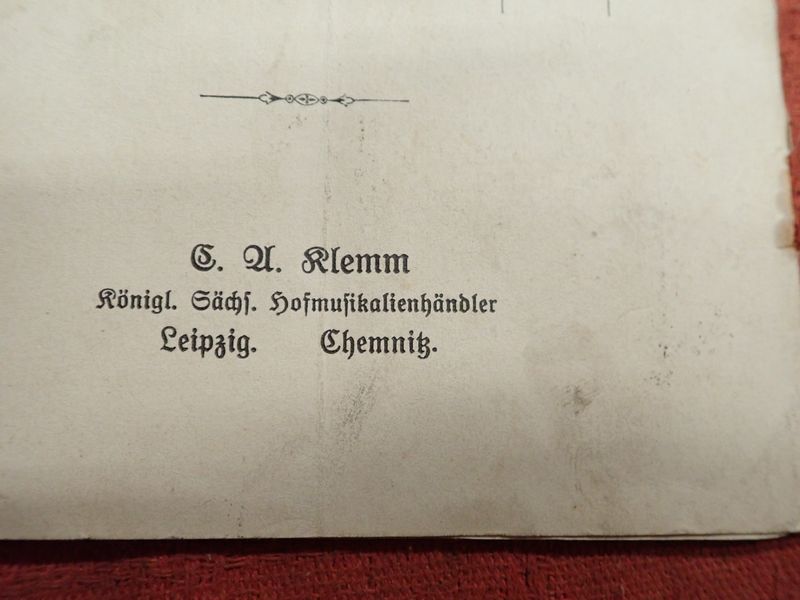 C. A. Klemm
Königl. Sächſ. Hofmuſikalienhändler
Leipzig. Chemnitz.